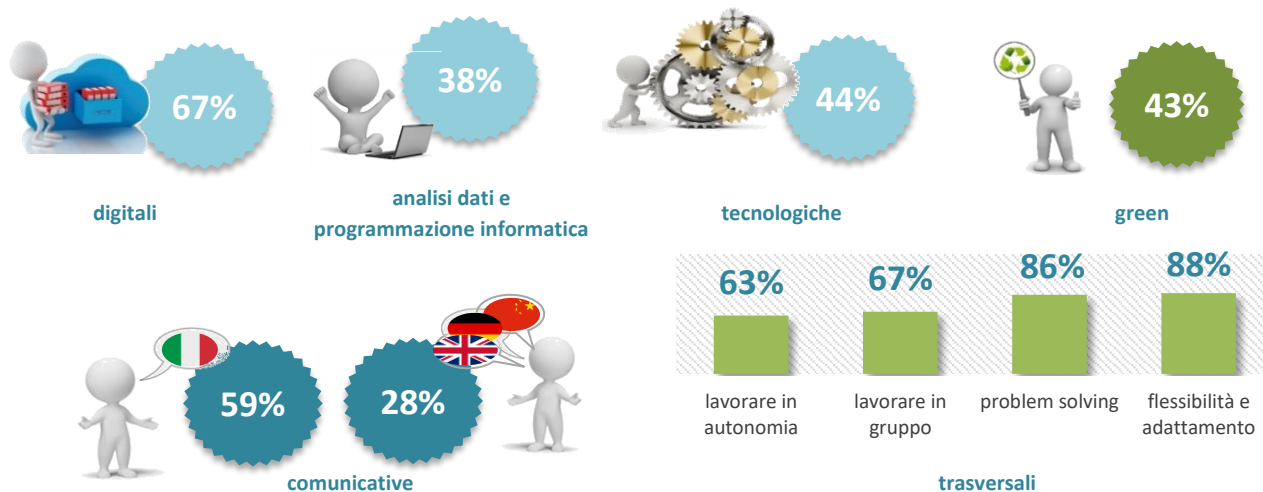 67%
38%
44%
43%
digitali
analisi dati e
programmazione informatica
tecnologiche
green
59%
28%
comunicative
63%
67%
86%
88%
lavorare in
autonomia
lavorare in
gruppo
problem solving
flessibilità e
adattamento
trasversali